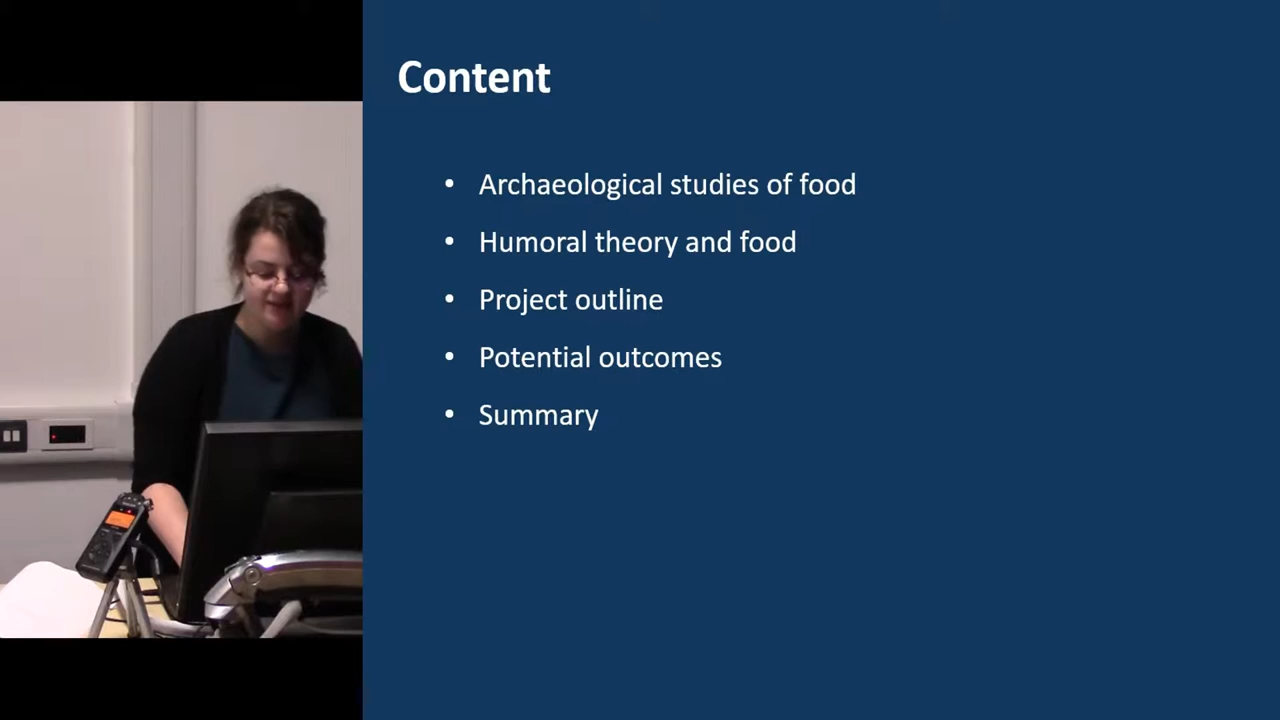 Content
• Archaeological studies of food
• Humoral theory and food
• Project outline
• Potential outcomes
• Summary